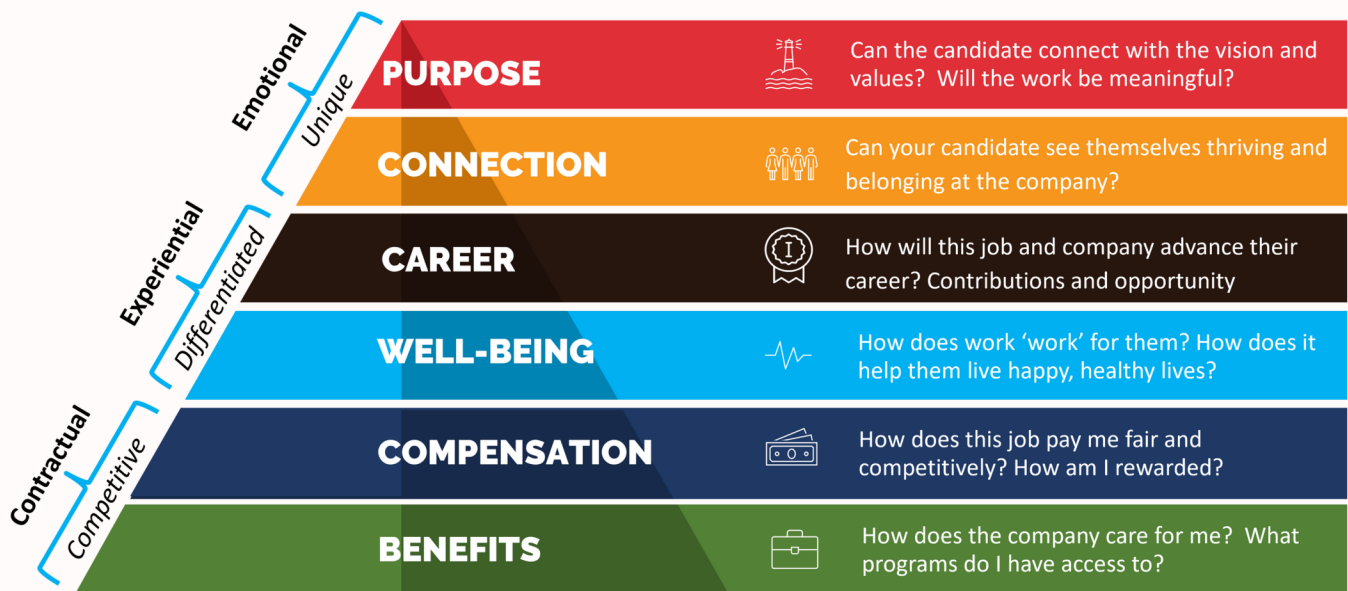 Emotional
Unique
PURPOSE
Can the candidate connect with the vision and
values?  Will the work be meaningful?
CONNECTION
Can your candidate see themselves thriving and
belonging at the company?
Experiential
Differentiated
CAREER
I
How will this job and company advance their
career? Contributions and opportunity
WELL-BEING
How does work ‘work’ for them? How does it
help them live happy, healthy lives?
Contractual
Competitive
COMPENSATION
How does this job pay me fair and
competitively? How am I rewarded?
BENEFITS
How does the company care for me?  What
programs do I have access to?